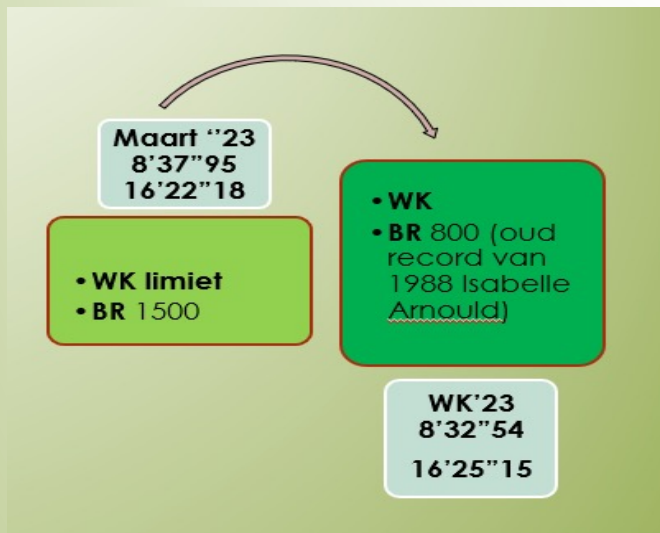 Maart ‘’23
8’37”95
16’22”18
• WK limiet
• BR 1500
• WK
• BR 800 (oud
record van
1988 Isabelle
Arnould)
WK’23
8’32”54
16’25”15